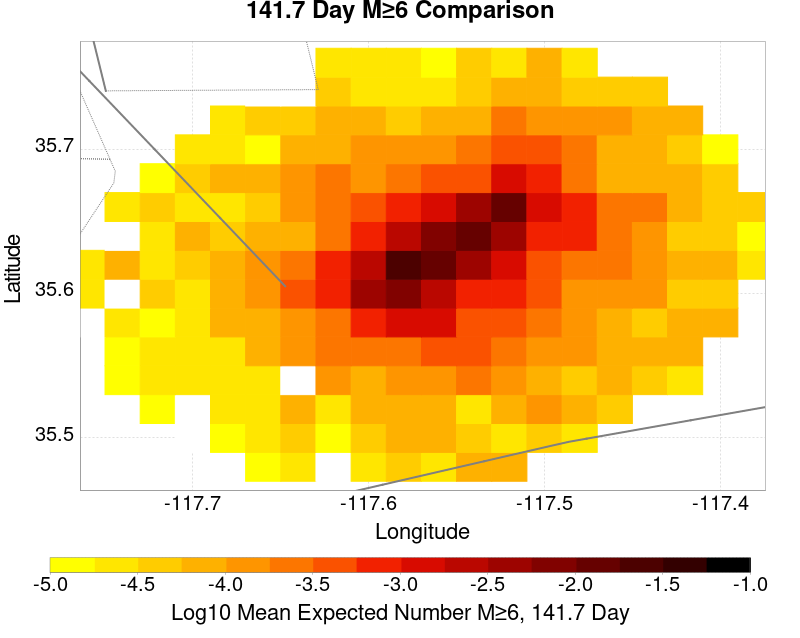 141.7 Day M≥6 Comparison
35.7
35.6
35.5
Latitude
-117.7 -117.6 -117.5 -117.4
Longitude
-5.0 -4.5 -4.0 -3.5 -3.0 -2.5 -2.0 -1.5 -1.0
Log10 Mean Expected Number M≥6, 141.7 Day